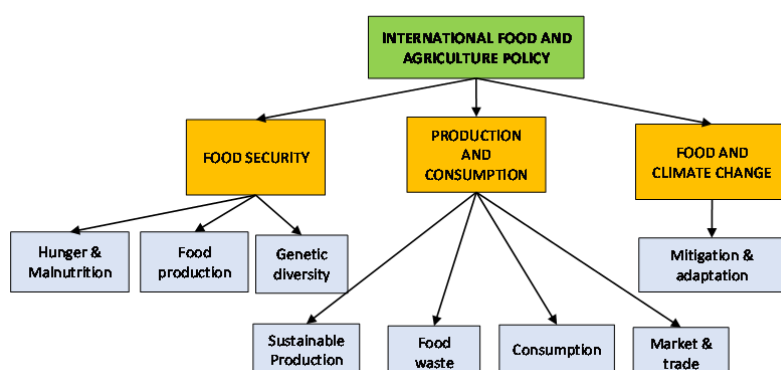 INTERNATIONAL FOOD AND
AGRICULTURE POLICY
FOOD SECURITY
PRODUCTION
AND
CONSUMPTION
FOOD AND
CLIMATE CHANGE
Hunger &
Malnutrition
Food
production
Genetic
diversity
Mitigation &
adaptation
Sustainable
Production
Food
waste
Consumption
Market &
trade